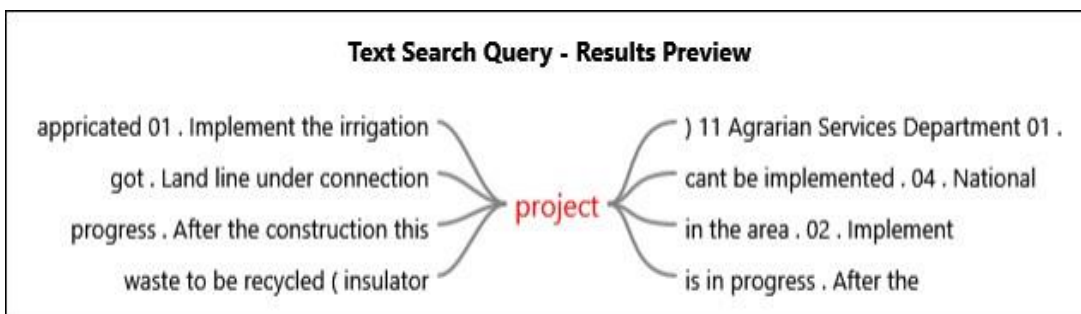 Text Search Query - Results Preview
appricated 01 . Implement the irrigation
got . Land line under connection
progress . After the construction this
waste to be recycled ( insulator
project
) 11 Agrarian Services Department 01 .
cant be implemented . 04 . National
in the area . 02 . Implement
is in progress . After the